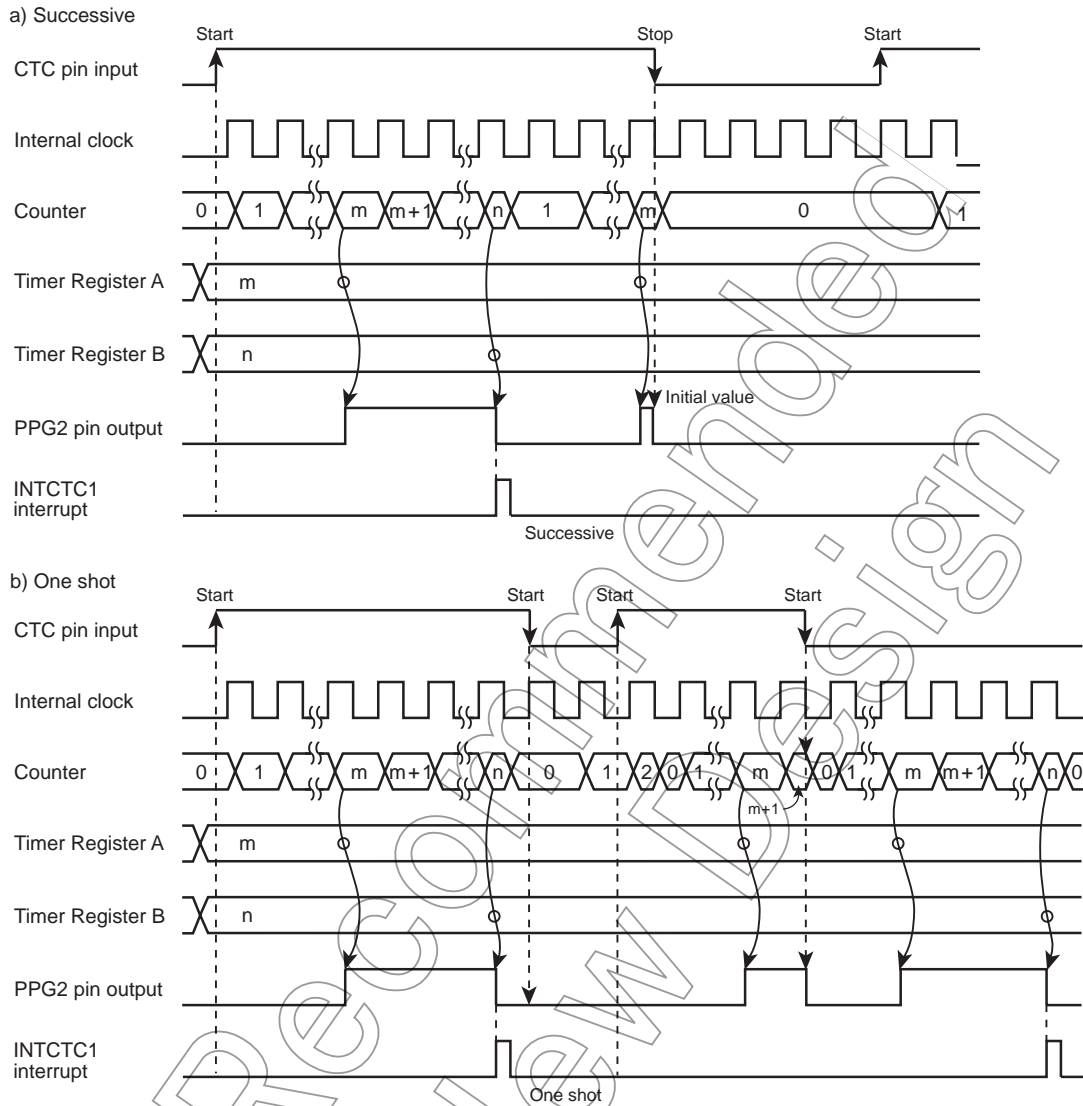 a) Successive
Start Stop Start
CTC pin input
Internal clock
Counter 0 1 m m+1 n 1 m 0 1
Timer Register A m
Timer Register B n
Initial value
PPG2 pin output
INTCTC1
interrupt
Successive
b) One shot
Start Start Start Start
CTC pin input
Internal clock
Counter 0 1 m m+1 n 0 1 2 0 1 m 0 1 m m+1 n 0
m+1
Timer Register A m
Timer Register B n
PPG2 pin output
INTCTC1
interrupt
One shot
Recommended
New Design